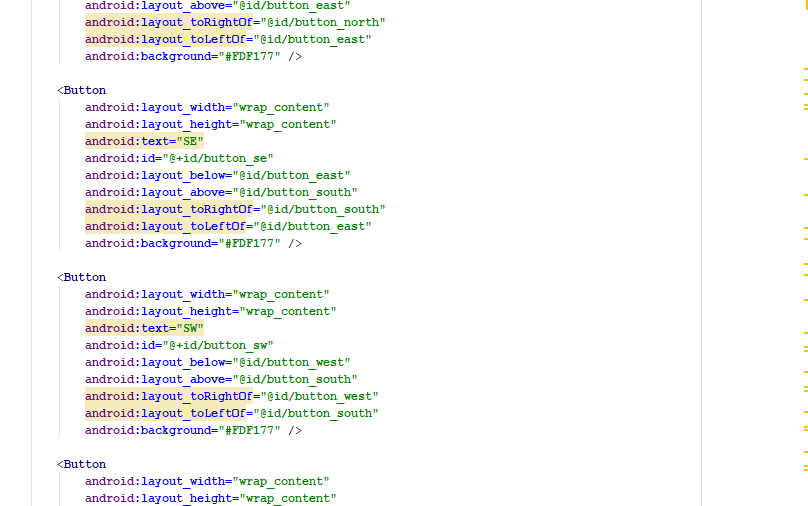 android:layout_above="@id/button_east"
android:layout_toRightOf="@id/button_north"
android:layout_toLeftOf="@id/button_east"
android:background="#FDF177" />
<Button
android:layout_width="wrap_content"
android:layout_height="wrap_content"
android:text="SE"
android:id="@+id/button_se"
android:layout_below="@id/button_east"
android:layout_above="@id/button_south"
android:layout_toRightOf="@id/button_south"
android:layout_toLeftOf="@id/button_east"
android:background="#FDF177" />
<Button
android:layout_width="wrap_content"
android:layout_height="wrap_content"
android:text="SW"
android:id="@+id/button_sw"
android:layout_below="@id/button_west"
android:layout_above="@id/button_south"
android:layout_toRightOf="@id/button_west"
android:layout_toLeftOf="@id/button_south"
android:background="#FDF177" />
<Button
android:layout_width="wrap_content"
android:layout_height="wrap_content"